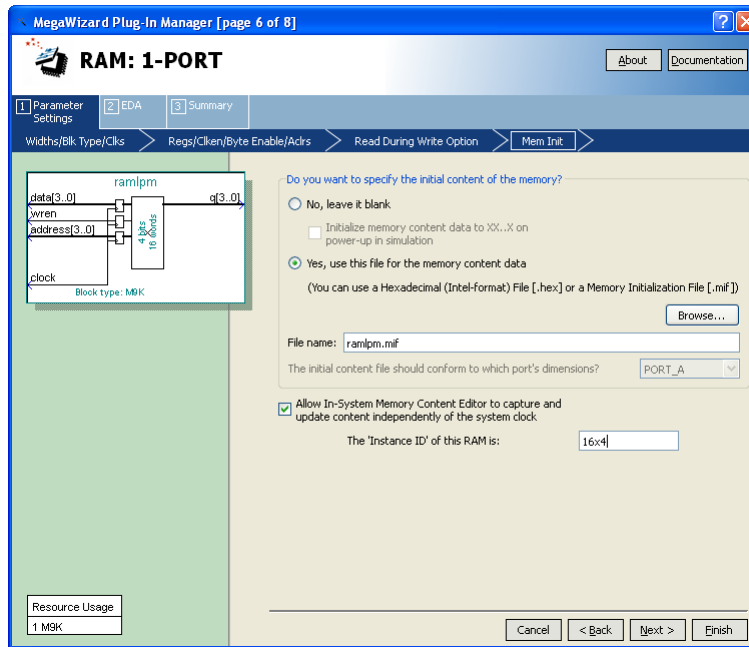 MegaWizard Plug-In Manager [page 6 of 8]
RAM: 1-PORT
About
Documentation
1 Parameter Settings
2 EDA
3 Summary
Widths/Blk Type/Clks
Regs/Clken/Byte Enable/Aclrs
Read During Write Option
Mem Init
ramlpm
data[3..0]
wren
address[3..0]
clock
q[3..0]
4 bits
16 words
Block type: M9K
Do you want to specify the initial content of the memory?
No, leave it blank
Initialize memory content data to XX..X on
power-up in simulation
Yes, use this file for the memory content data
(You can use a Hexadecimal (Intel-format) File [.hex] or a Memory Initialization File [.mif])
Browse...
File name: ramlpm.mif
The initial content file should conform to which port's dimensions? PORT_A
Allow In-System Memory Content Editor to capture and
update content independently of the system clock
The 'Instance ID' of this RAM is: 16x4
Resource Usage
1 M9K
Cancel
< Back
Next >
Finish